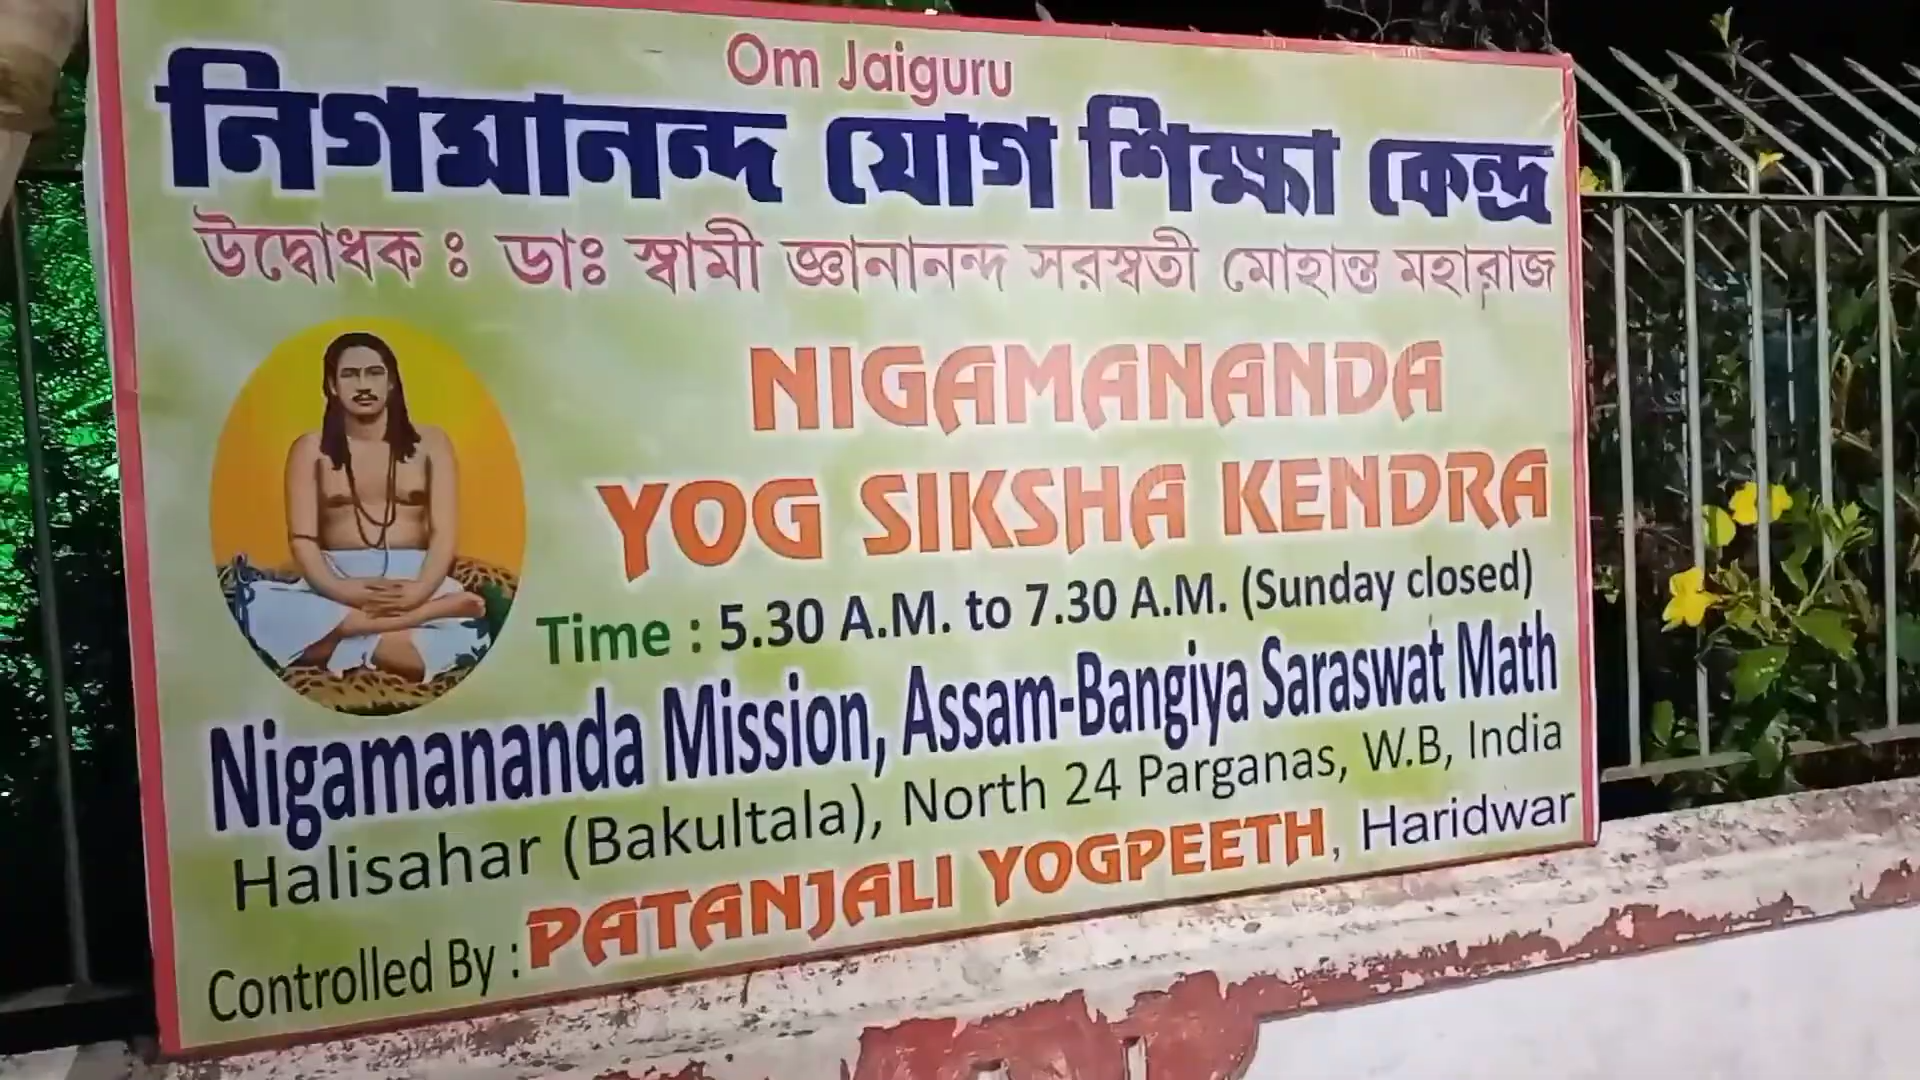 Om Jaiguru
নিগমানন্দ যোগ শিক্ষা কেন্দ্র
উদ্বোধক ঃ ডাঃ স্বামী জ্ঞানানন্দ সরস্বতী মোহান্ত মহারাজ
NIGAMANANDA
YOG SIKSHA KENDRA
Time : 5.30 A.M. to 7.30 A.M. (Sunday closed)
Nigamananda Mission, Assam-Bangiya Saraswat Math
Halisahar (Bakultala), North 24 Parganas, W.B, India
Controlled By : PATANJALI YOGPEETH, Haridwar